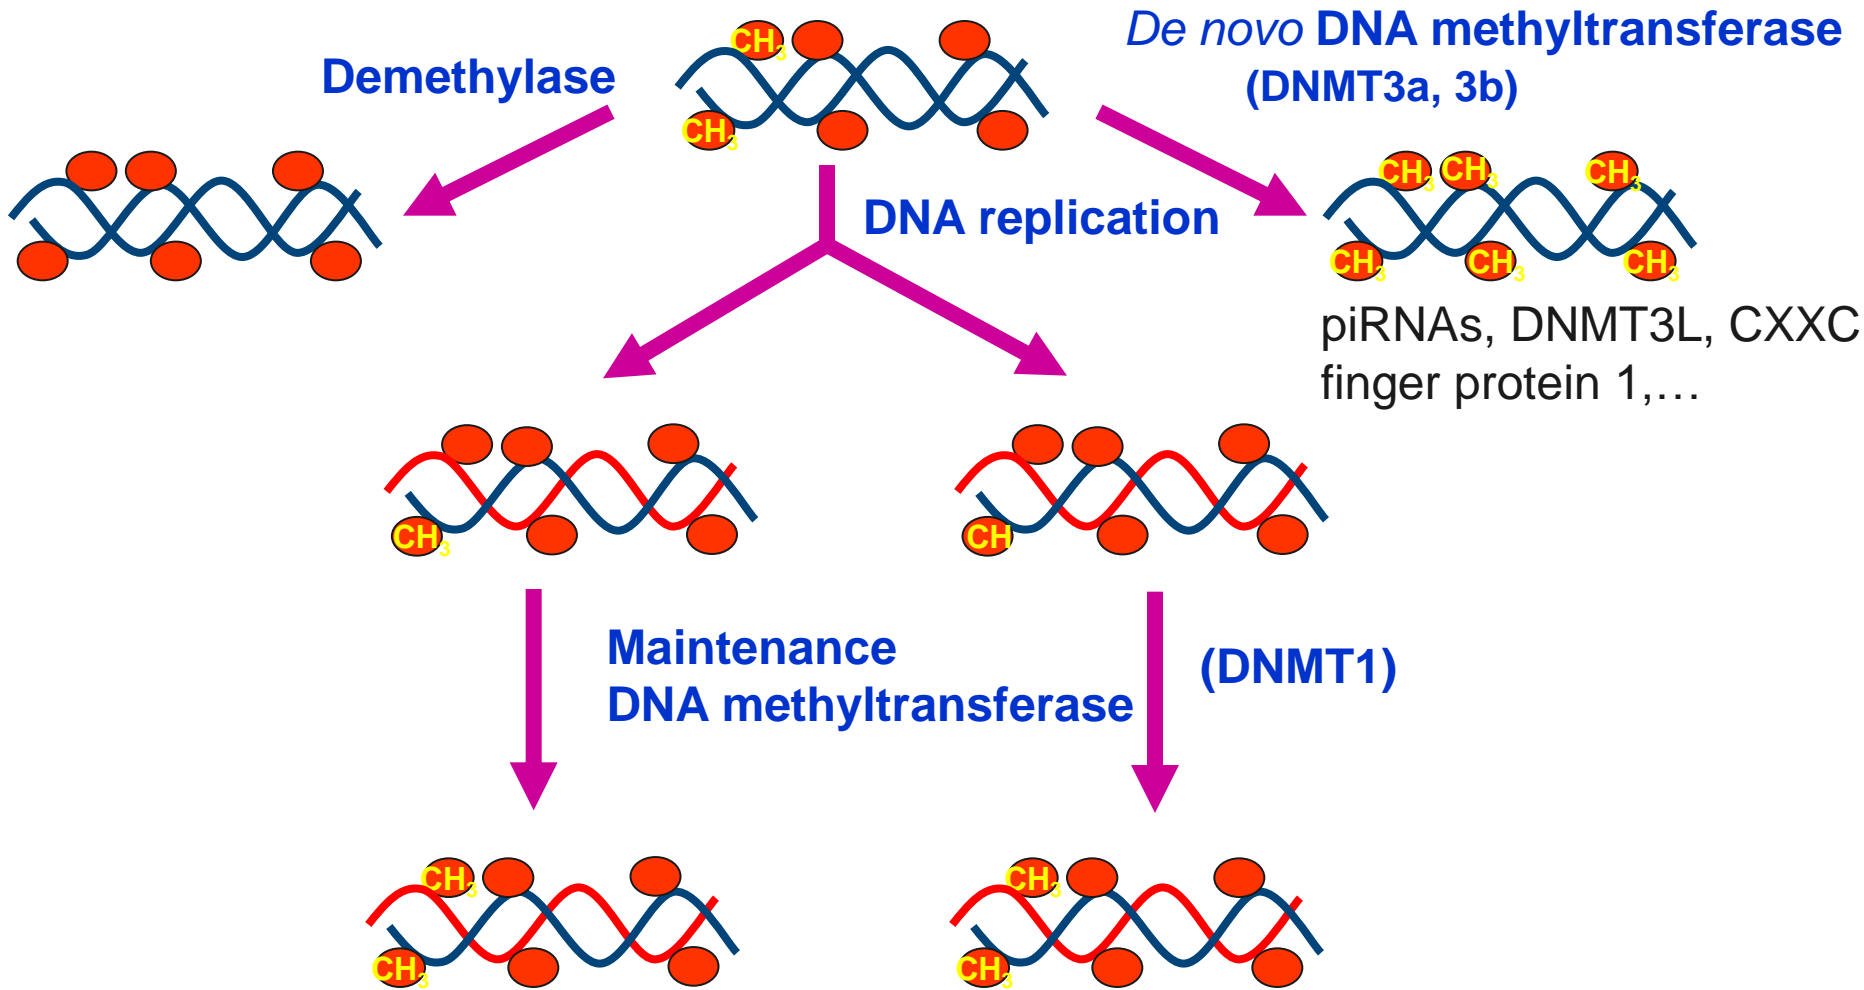 De novo DNA methyltransferase
(DNMT3a, 3b)
Demethylase
CH3
CH3
CH3 CH3 CH3
CH3 CH3 CH3
DNA replication
piRNAs, DNMT3L, CXXC
finger protein 1,…
CH3
CH
Maintenance
DNA methyltransferase
(DNMT1)
CH3
CH3
CH3
CH3